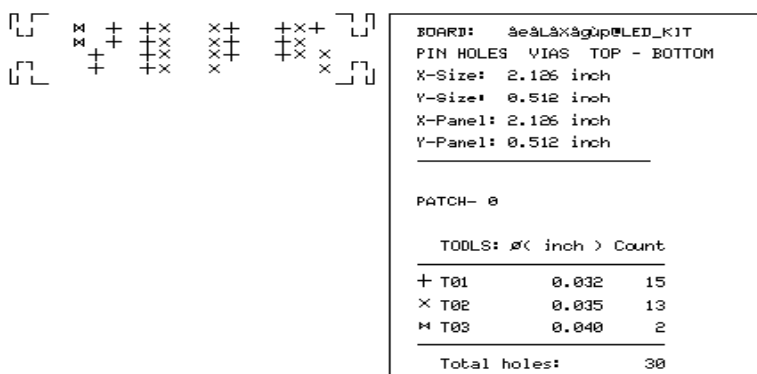 BOARD: åeåLåXågùp@LED_KIT
PIN HOLES VIAS TOP - BOTTOM
X-Size: 2.126 inch
Y-Size: 0.512 inch
X-Panel: 2.126 inch
Y-Panel: 0.512 inch
PATCH- 0
TOOLS: ø( inch ) Count
+ T01 0.032 15
× T02 0.035 13
⋈ T03 0.040 2
Total holes: 30